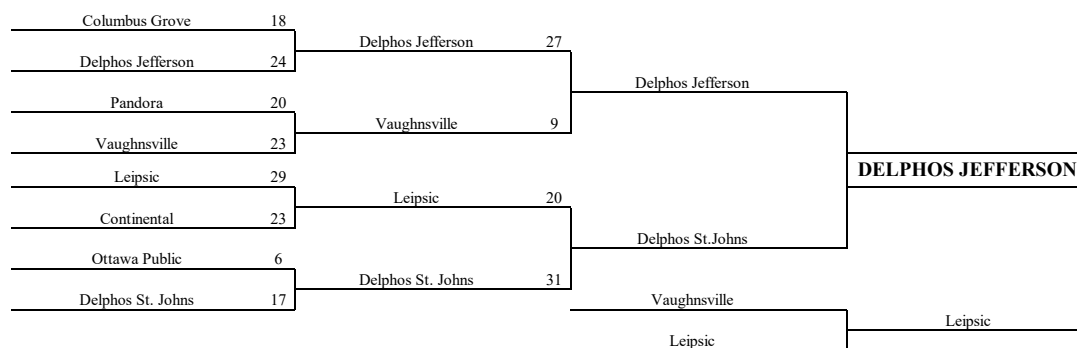 Columbus Grove 18
Delphos Jefferson 27
Delphos Jefferson 24
Delphos Jefferson
Pandora 20
Vaughnsville 9
Vaughnsville 23
DELPHOS JEFFERSON
Leipsic 29
Leipsic 20
Continental 23
Delphos St.Johns
Ottawa Public 6
Delphos St. Johns 31
Delphos St. Johns 17
Vaughnsville
Leipsic
Leipsic